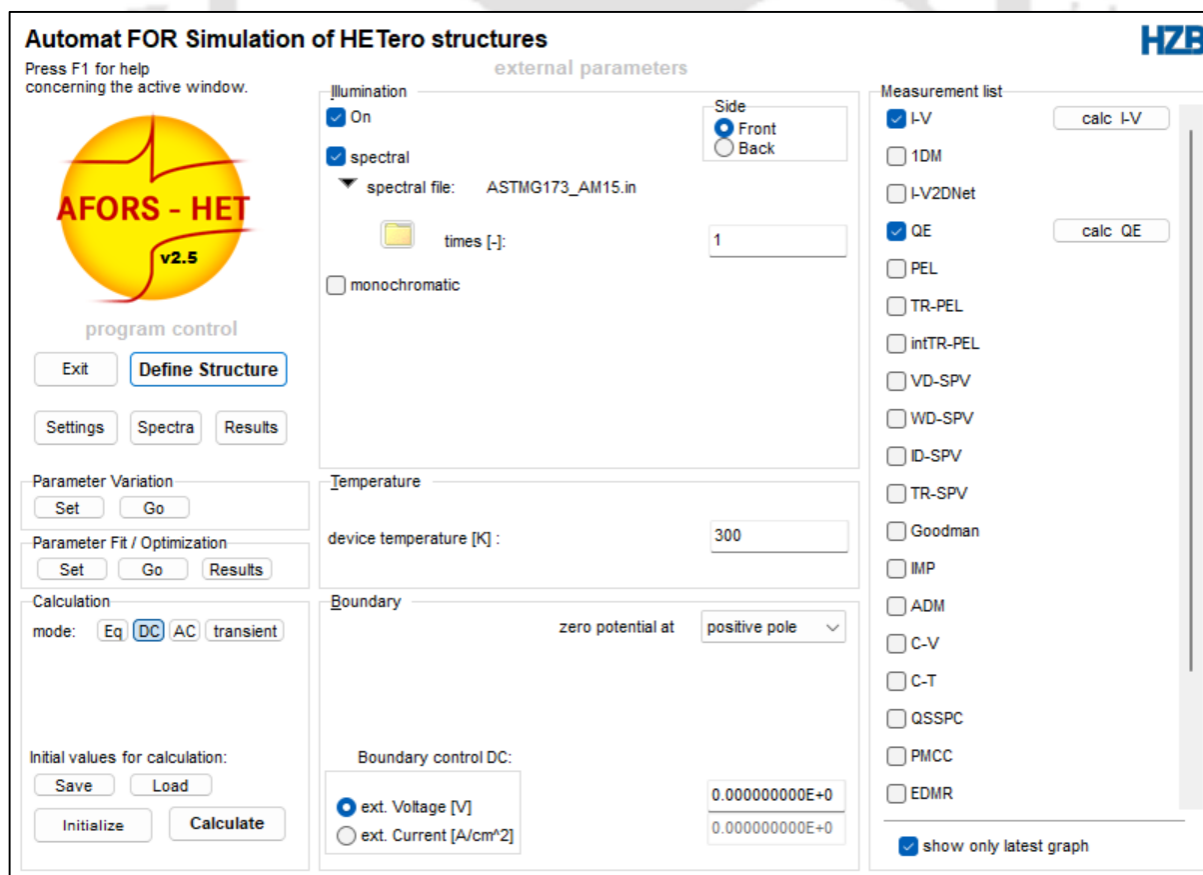 Automat FOR Simulation of HETero structures
HZB
Press F1 for help
concerning the active window.
external parameters
AFORS - HET
v2.5
program control
Exit
Define Structure
Settings
Spectra
Results
Parameter Variation
Set
Go
Parameter Fit / Optimization
Set
Go
Results
Calculation
mode:
Eq
DC
AC
transient
Initial values for calculation:
Save
Load
Initialize
Calculate
Illumination
On
Side
Front
Back
spectral
spectral file: ASTMG173_AM15.in
times [-]:
1
monochromatic
Temperature
device temperature [K] :
300
Boundary
zero potential at
positive pole
Boundary control DC:
ext. Voltage [V]
0.000000000E+0
ext. Current [A/cm^2]
0.000000000E+0
Measurement list
I-V
calc I-V
1DM
I-V2DNet
QE
calc QE
PEL
TR-PEL
intTR-PEL
VD-SPV
WD-SPV
ID-SPV
TR-SPV
Goodman
IMP
ADM
C-V
C-T
QSSPC
PMCC
EDMR
show only latest graph